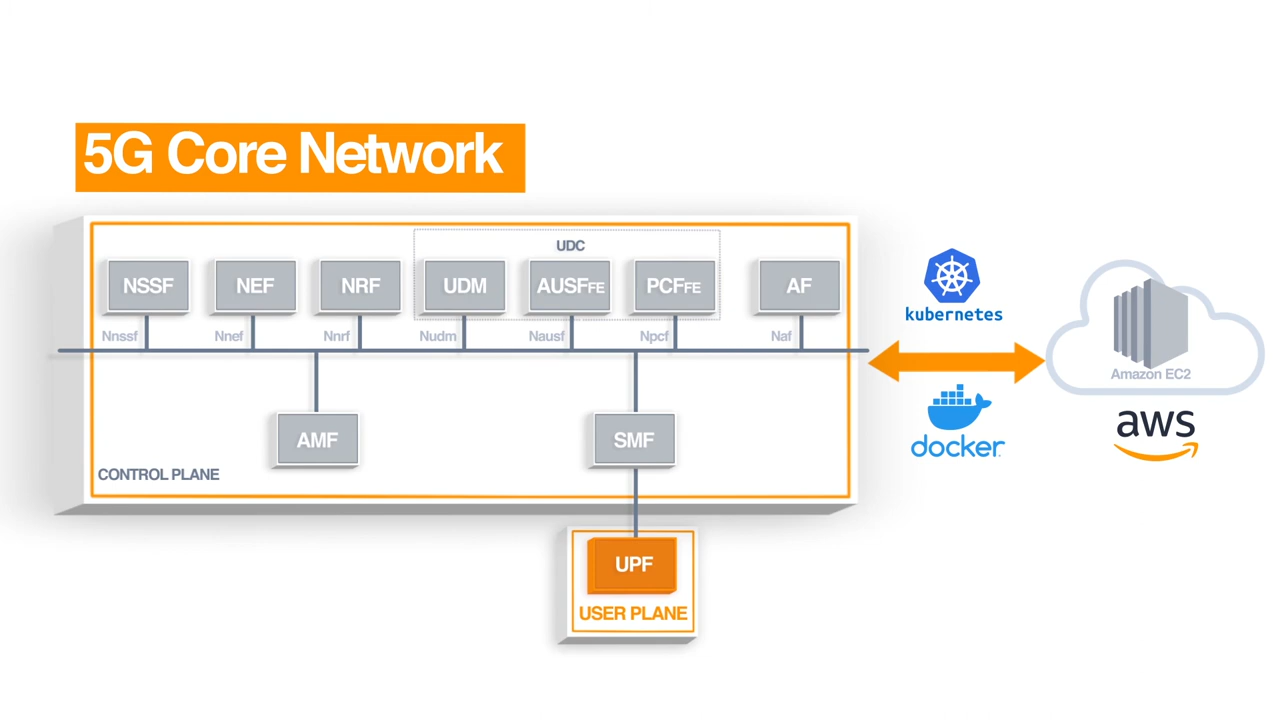 5G Core Network
UDC
NSSF
NEF
NRF
UDM
AUSFFE
PCFFE
AF
Nnssf
Nnef
Nnrf
Nudm
Nausf
Npcf
Naf
AMF
SMF
CONTROL PLANE
UPF
USER PLANE
kubernetes
docker
Amazon EC2
aws